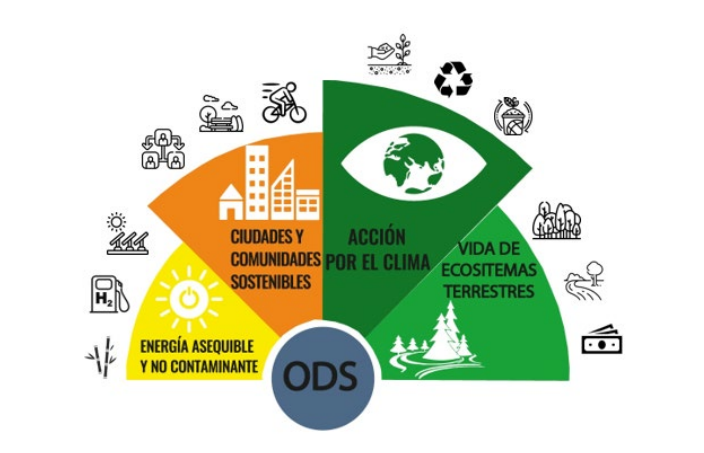 CIUDADES Y
COMUNIDADES
SOSTENIBLES
ACCIÓN
POR EL CLIMA
VIDA DE
ECOSITEMAS
TERRESTRES
H2
ENERGÍA ASEQUIBLE
Y NO CONTAMINANTE
ODS